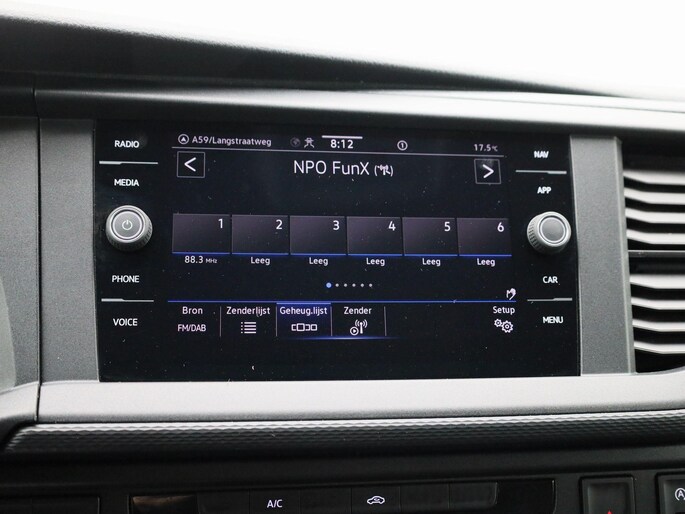 RADIO
MEDIA
PHONE
VOICE
A59/Langstraatweg 8:12 1 17.5°C
< NPO FunX >
1 2 3 4 5 6
88.3 MHz Leeg Leeg Leeg Leeg Leeg
Bron Zenderlijst Geheug.lijst Zender Setup
FM/DAB
NAV
APP
CAR
MENU
A/C
A